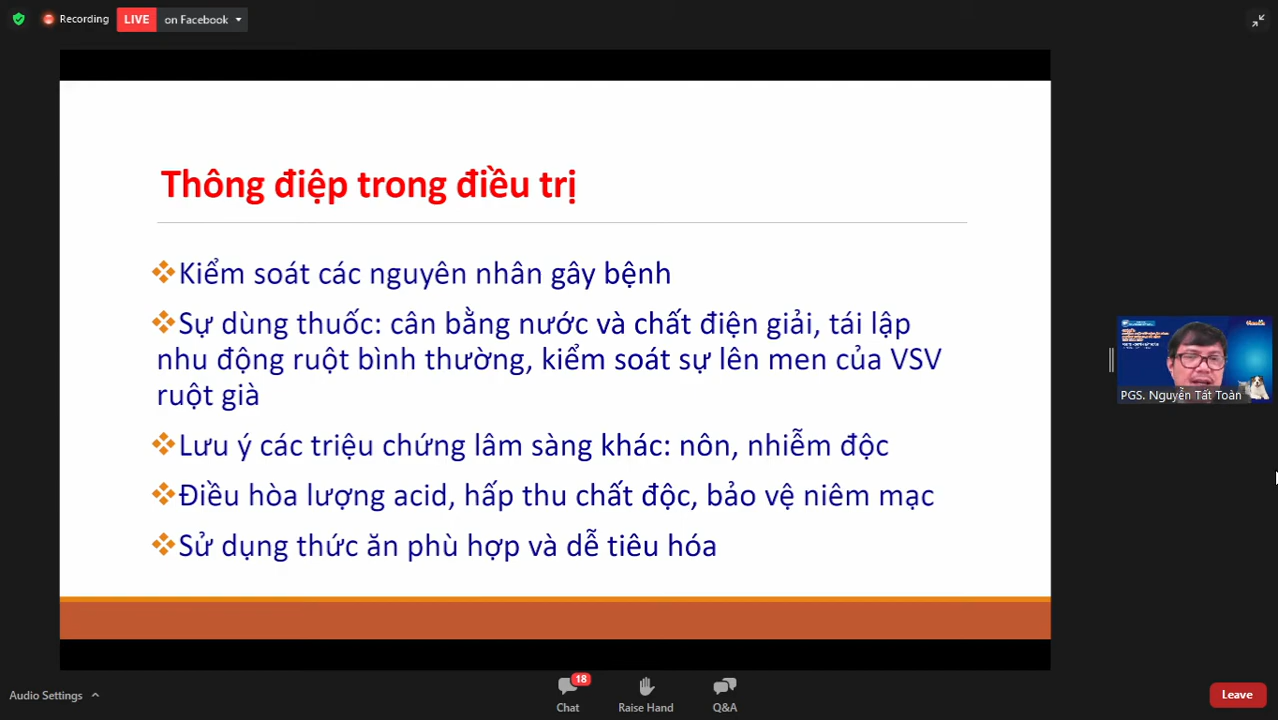 Recording
LIVE on Facebook
Thông điệp trong điều trị
Kiểm soát các nguyên nhân gây bệnh
Sự dùng thuốc: cân bằng nước và chất điện giải, tái lập
nhu động ruột bình thường, kiểm soát sự lên men của VSV
ruột già
Lưu ý các triệu chứng lâm sàng khác: nôn, nhiễm độc
Điều hòa lượng acid, hấp thu chất độc, bảo vệ niêm mạc
Sử dụng thức ăn phù hợp và dễ tiêu hóa
PGS. Nguyễn Tất Toàn
Audio Settings
18
Chat
Raise Hand
Q&A
Leave